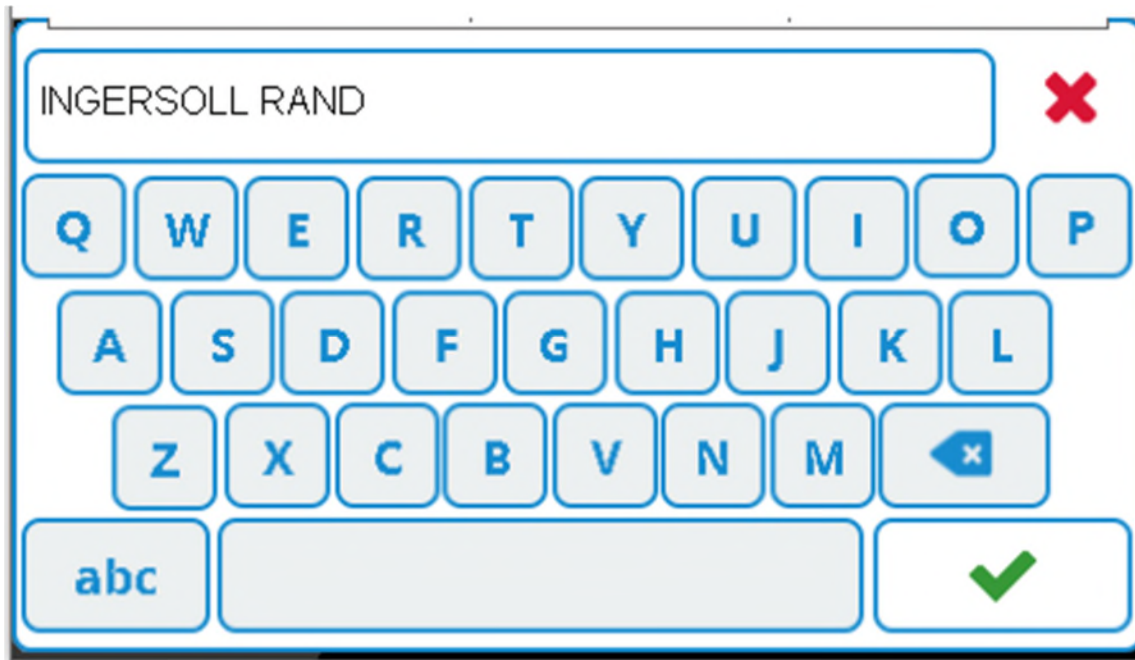 INGERSOLL RAND
Q W E R T Y U I O P
A S D F G H J K L
Z X C B V N M
abc